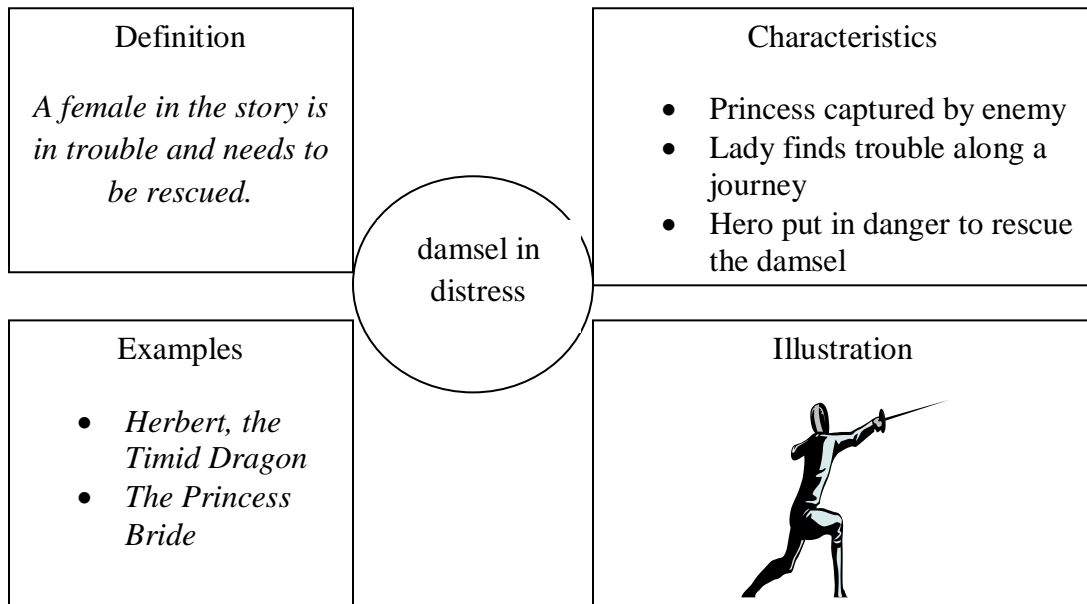 Definition
A female in the story is
in trouble and needs to
be rescued.
Characteristics
• Princess captured by enemy
• Lady finds trouble along a
journey
• Hero put in danger to rescue
the damsel
damsel in
distress
Examples
• Herbert, the
Timid Dragon
• The Princess
Bride
Illustration